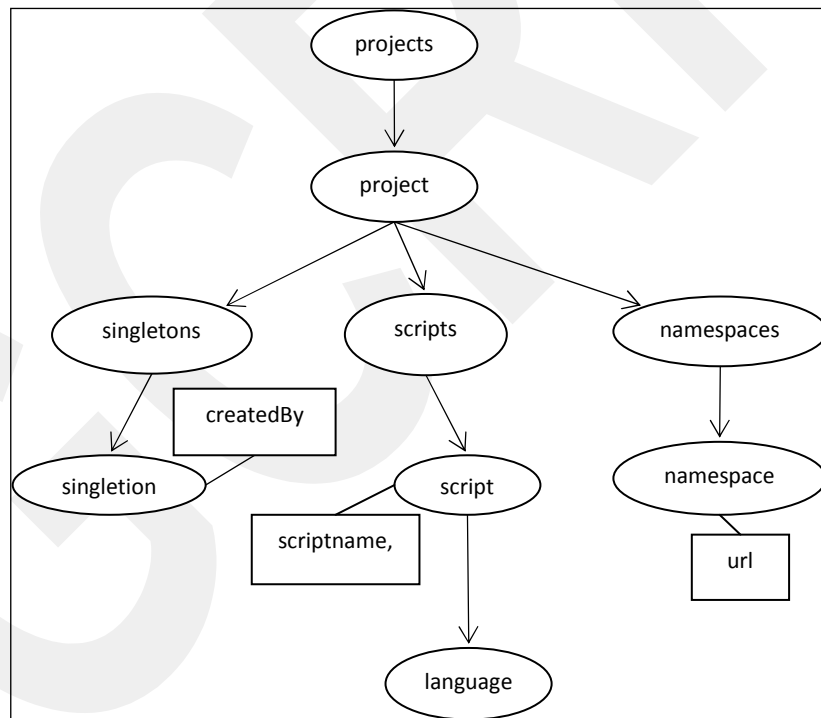 projects
project
singletons
scripts
namespaces
createdBy
singletion
script
namespace
scriptname,
url
language